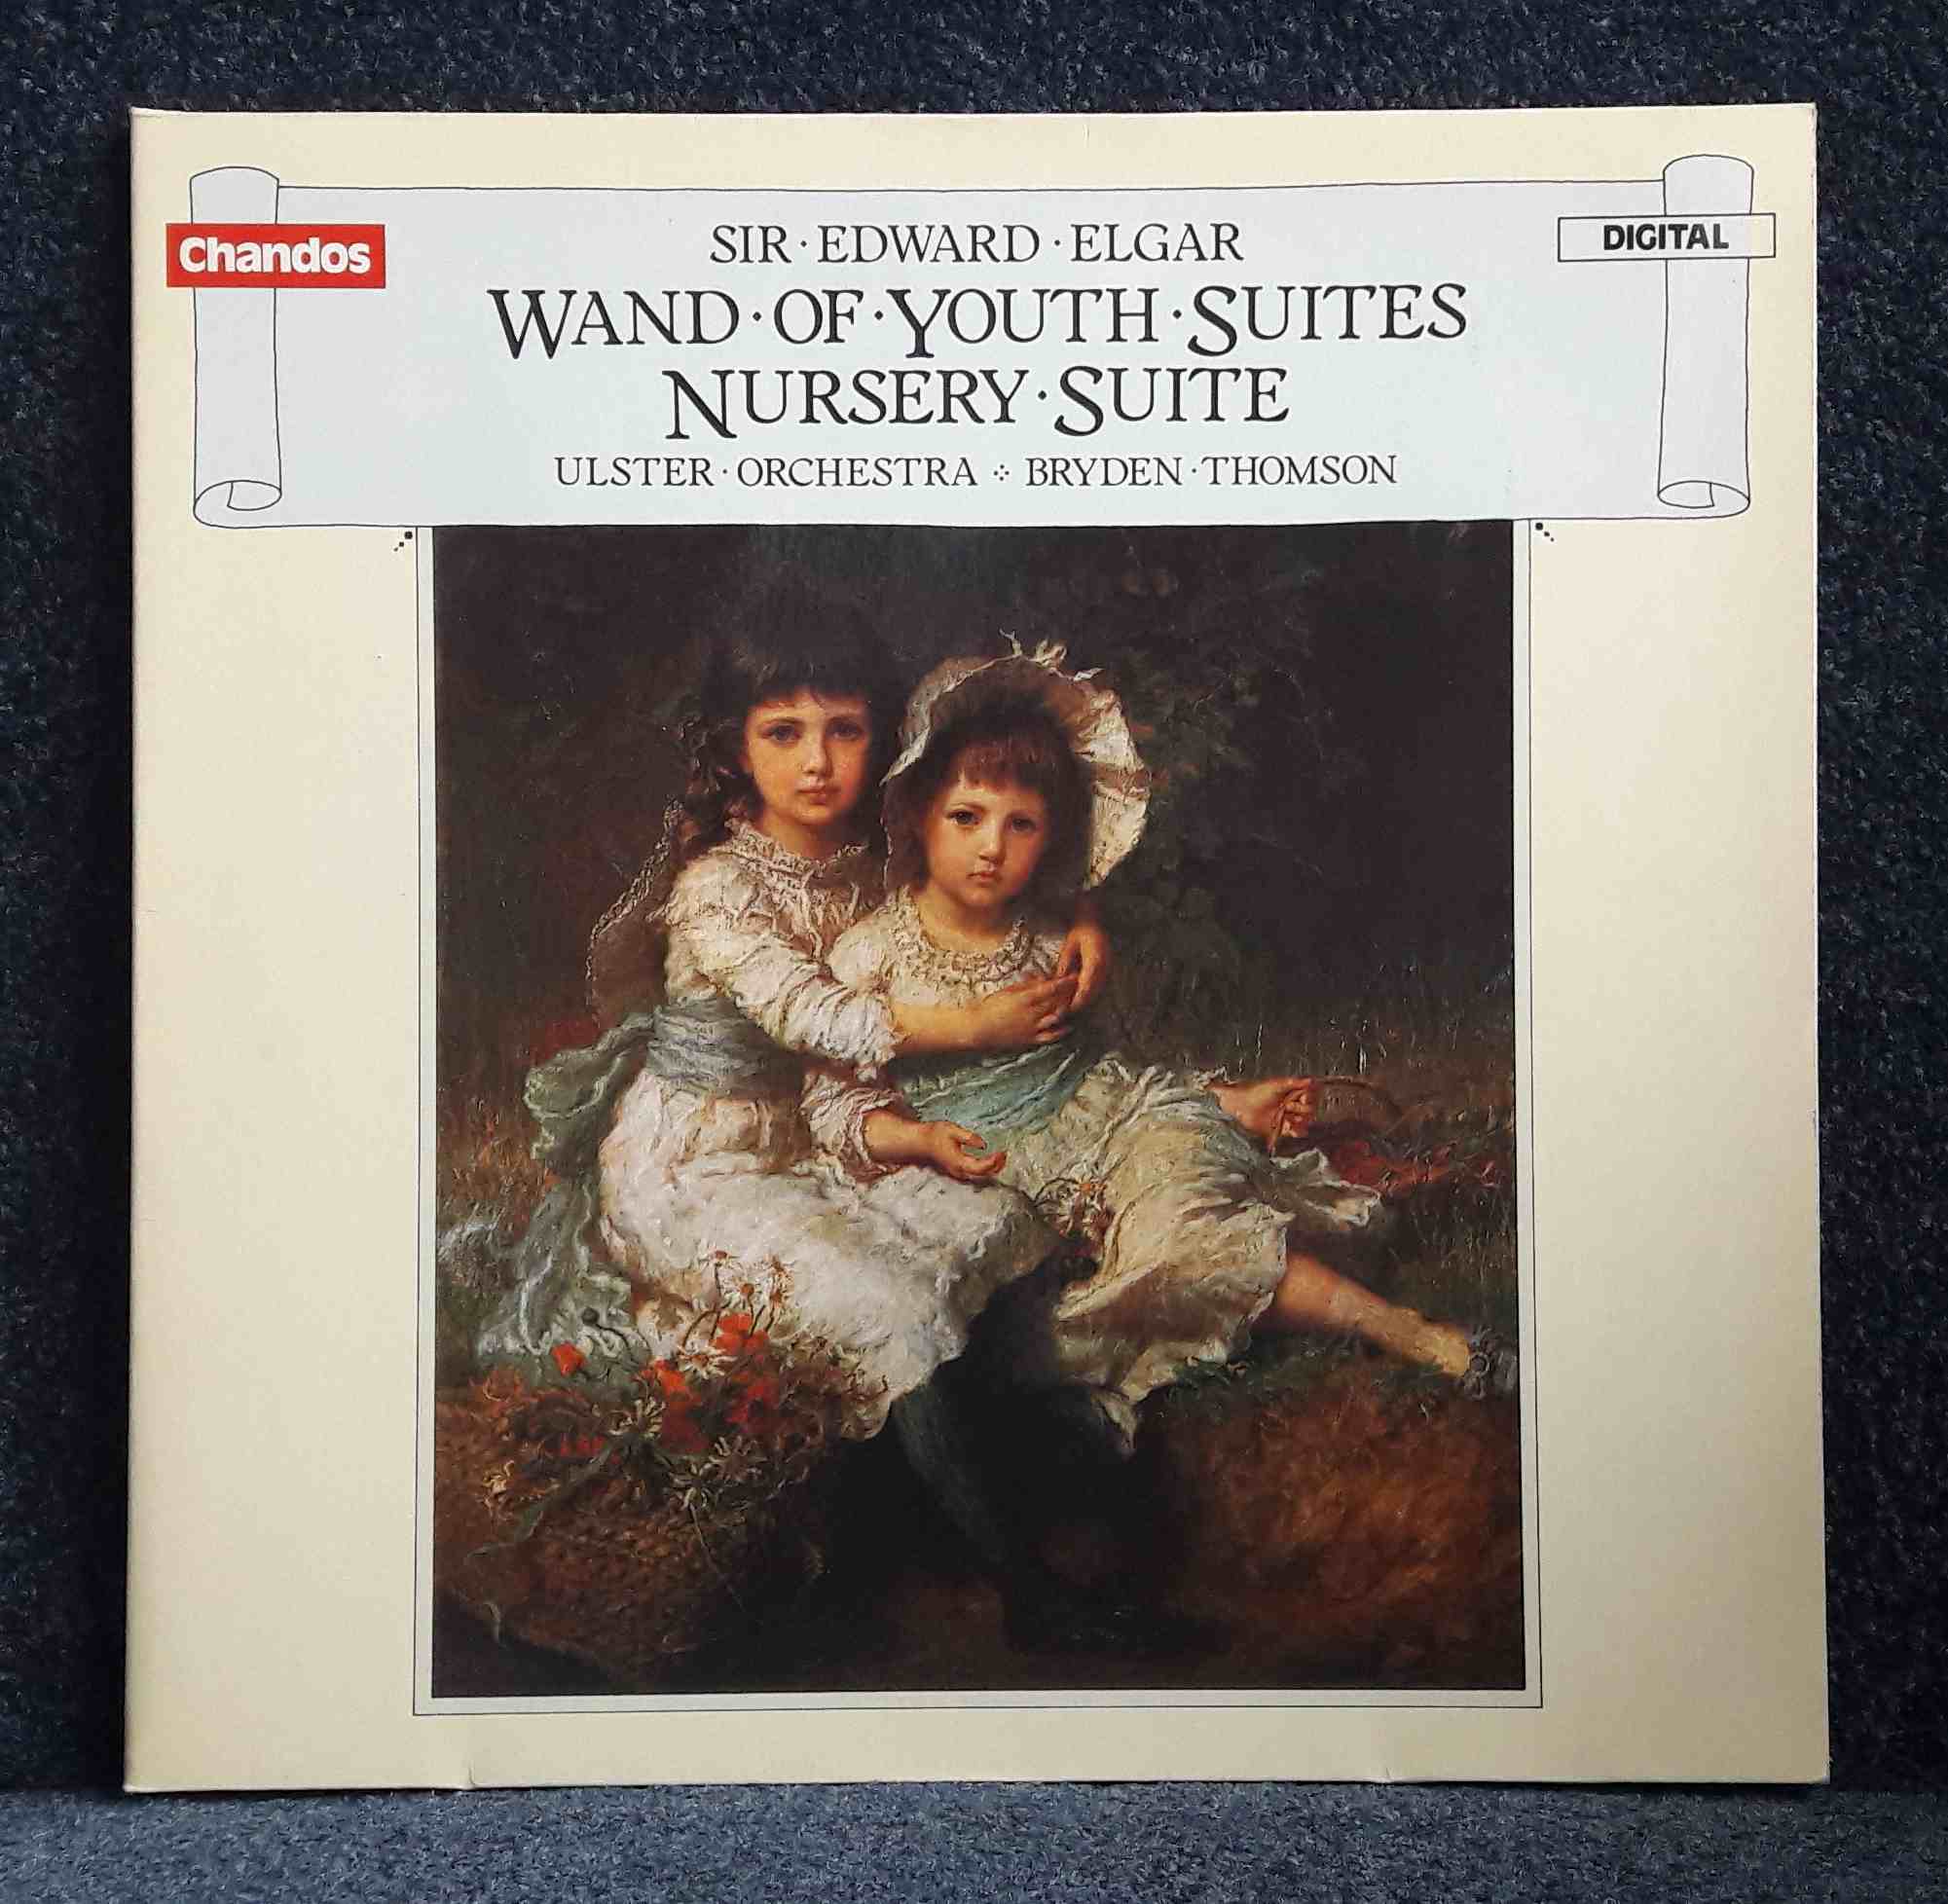 Chandos
DIGITAL
SIR·EDWARD·ELGAR
WAND·OF·YOUTH·SUITES
NURSERY·SUITE
ULSTER·ORCHESTRA ⁘ BRYDEN·THOMSON